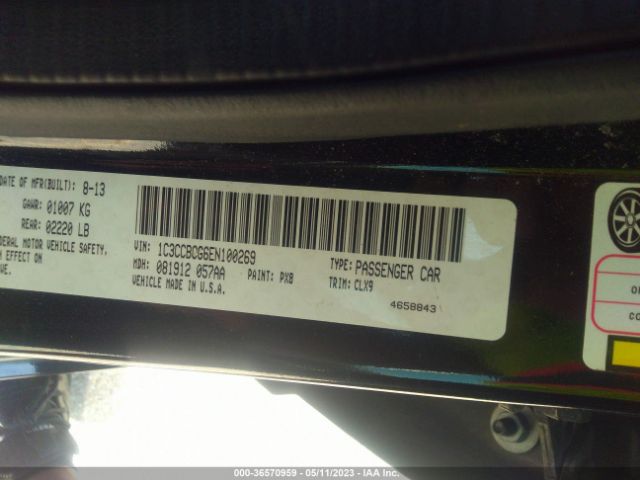 DATE OF MFR(BUILT): 8-13
GAWR: 01007 KG
REAR: 02220 LB
MOTOR VEHICLE SAFETY,
EFFECT ON
VIN: 1C3CCBCG6EN100269
MDH: 081912 057AA PAINT: PXB
VEHICLE MADE IN U.S.A.
TYPE: PASSENGER CAR
TRIM: CLX9
4658843
000-36570959 - 05/11/2023 - IAA Inc.